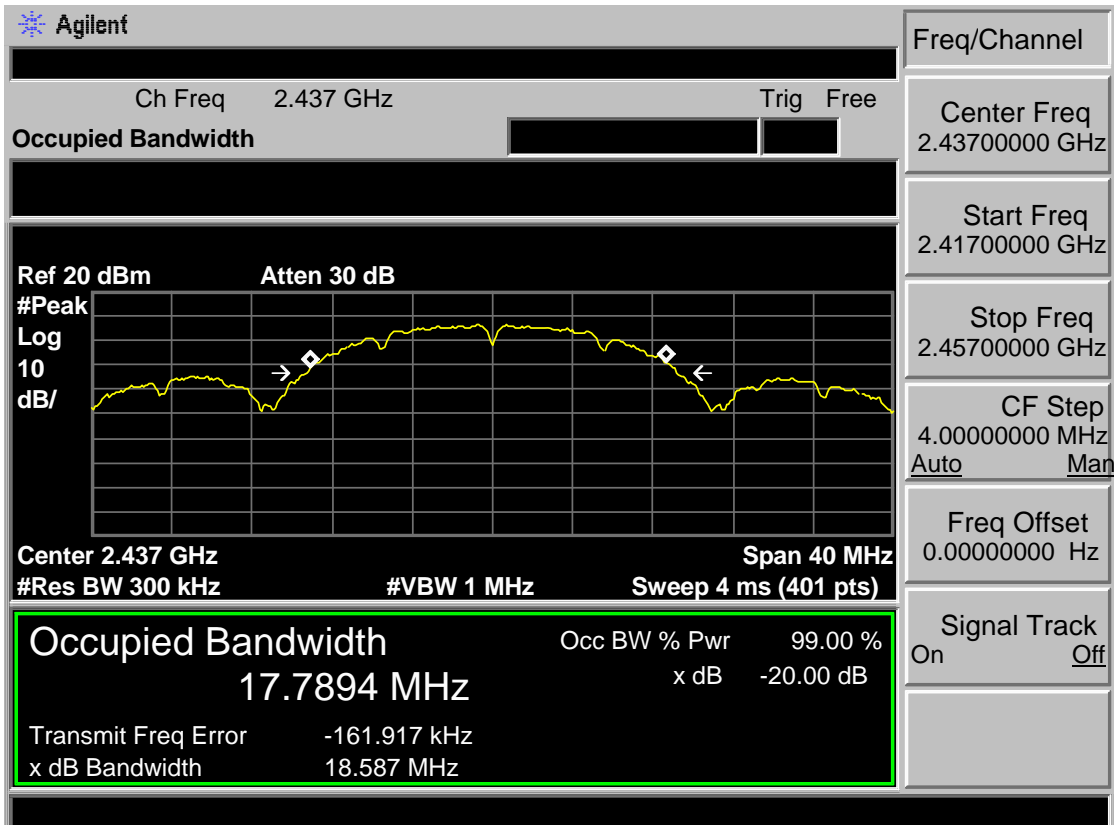 Agilent
Freq/Channel
Ch Freq 2.437 GHz Trig Free
Occupied Bandwidth
Center Freq
2.43700000 GHz
Start Freq
2.41700000 GHz
Stop Freq
2.45700000 GHz
CF Step
4.00000000 MHz
Auto Man
Freq Offset
0.00000000 Hz
Signal Track
On Off
Ref 20 dBm Atten 30 dB
#Peak
Log
10
dB/
Center 2.437 GHz Span 40 MHz
#Res BW 300 kHz #VBW 1 MHz Sweep 4 ms (401 pts)
Occupied Bandwidth
17.7894 MHz
Occ BW % Pwr 99.00 %
x dB -20.00 dB
Transmit Freq Error -161.917 kHz
x dB Bandwidth 18.587 MHz